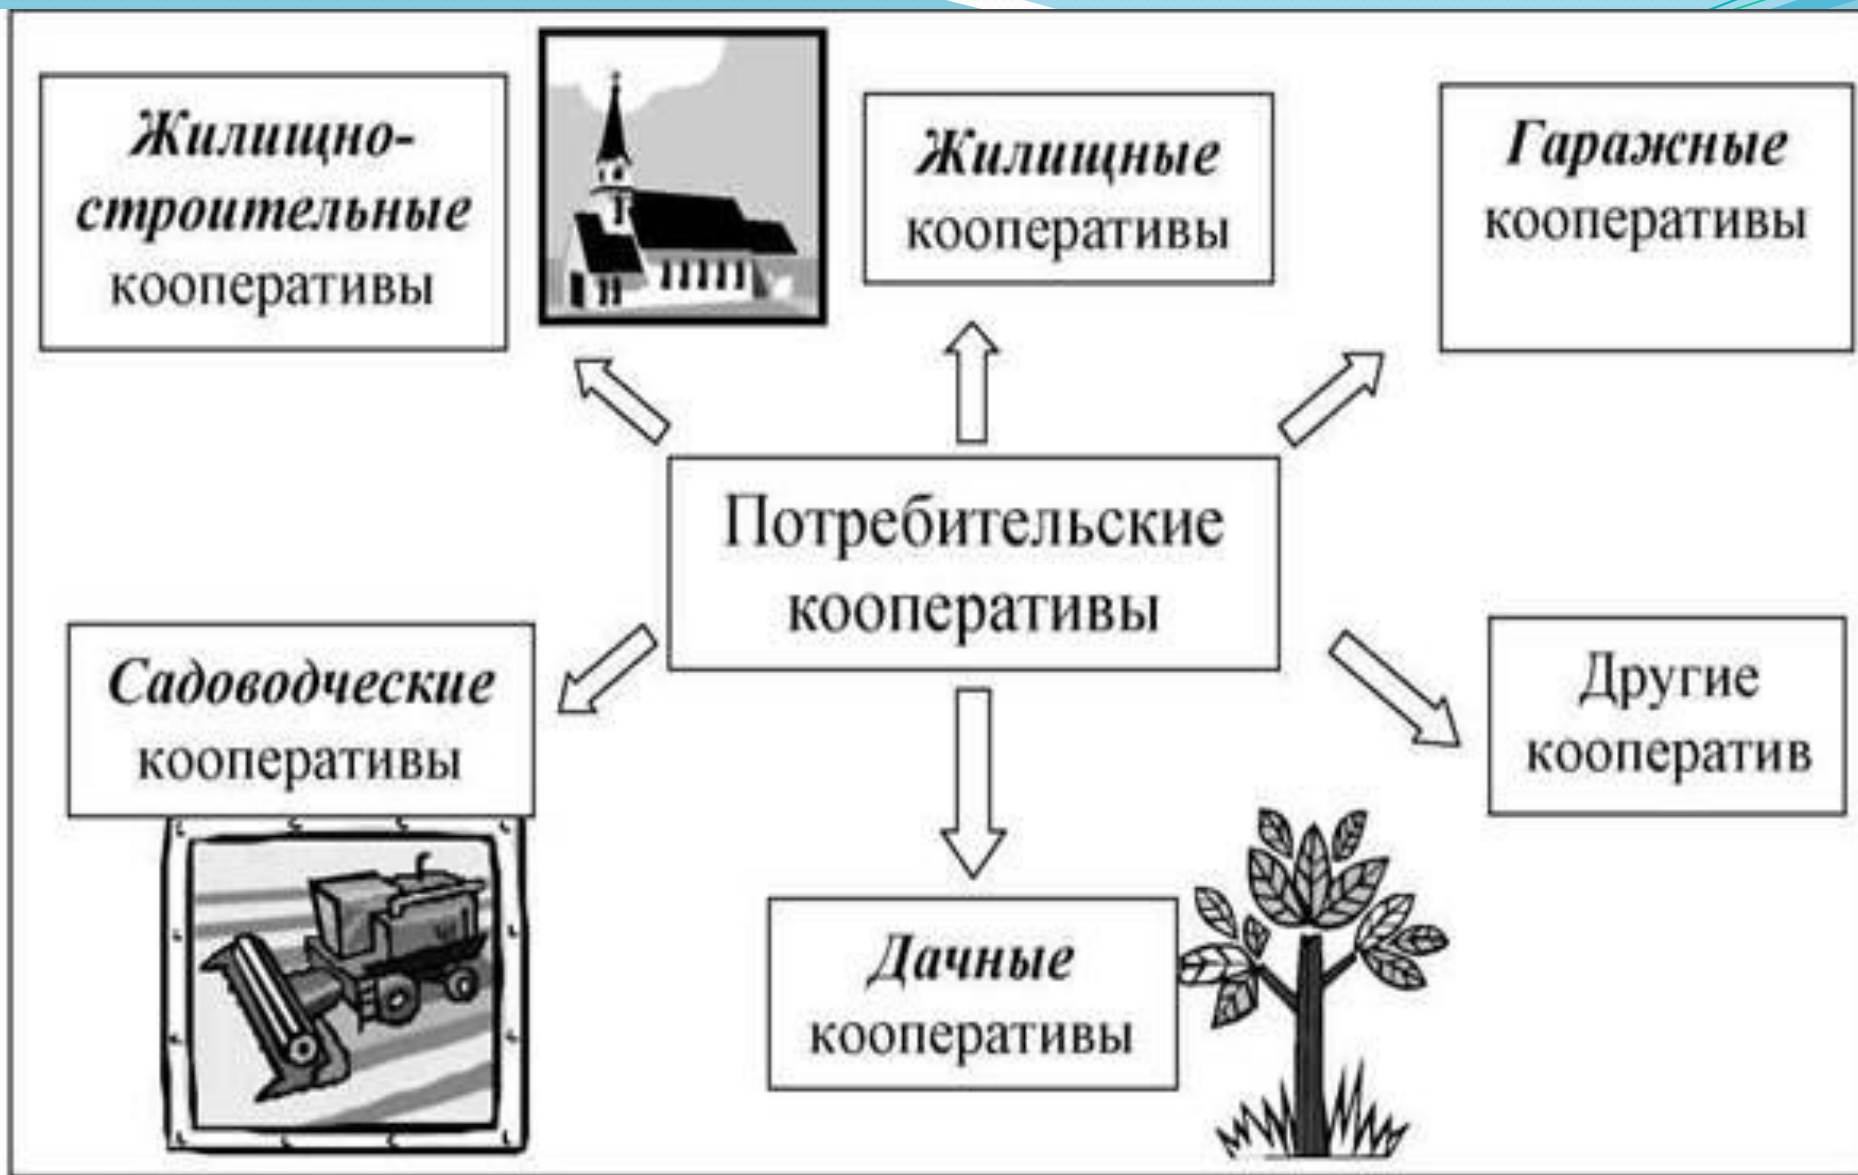 Жилищно-
строительные
кооперативы
Жилищные
кооперативы
Гаражные
кооперативы
Потребительские
кооперативы
Садоводческие
кооперативы
Другие
кооператив
Дачные
кооперативы